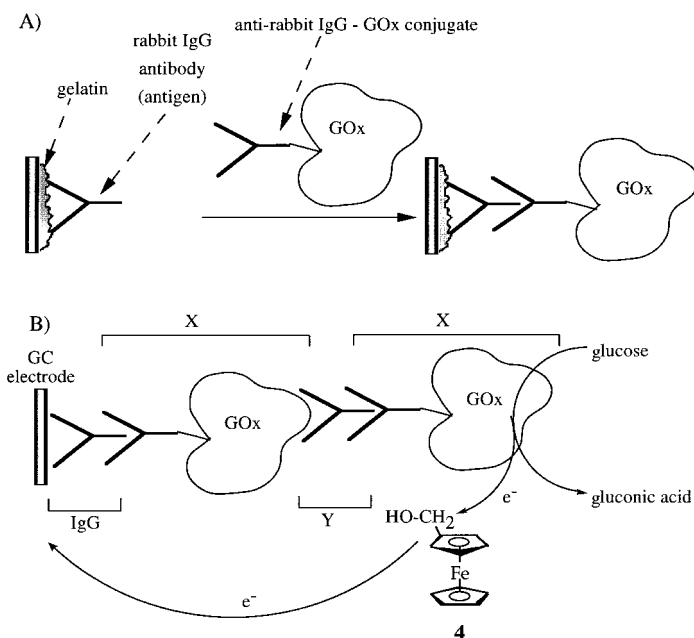 A)
anti-rabbit IgG - GOx conjugate
rabbit IgG
antibody
(antigen)
gelatin
GOx
GOx
B)
X
X
GC
electrode
glucose
GOx
GOx
e⁻
gluconic acid
IgG
Y
HO-CH₂
Fe
e⁻
4